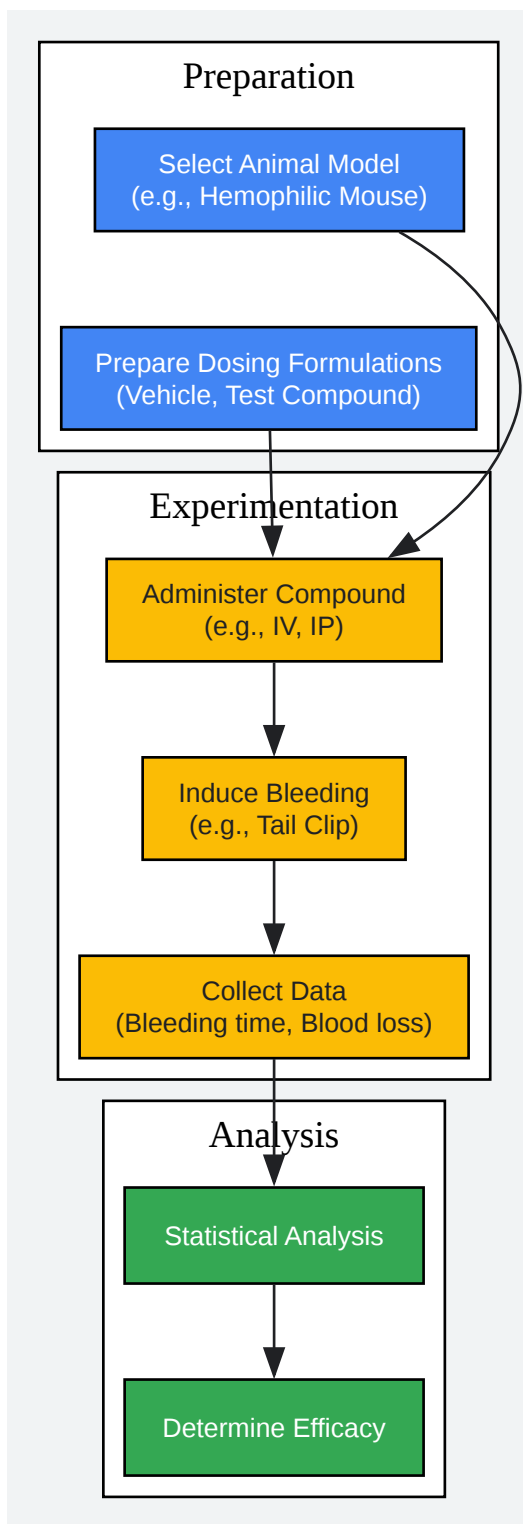 Preparation
Select Animal Model
(e.g., Hemophilic Mouse)
Prepare Dosing Formulations
(Vehicle, Test Compound)
Experimentation
Administer Compound
(e.g., IV, IP)
Induce Bleeding
(e.g., Tail Clip)
Collect Data
(Bleeding time, Blood loss)
Analysis
Statistical Analysis
Determine Efficacy